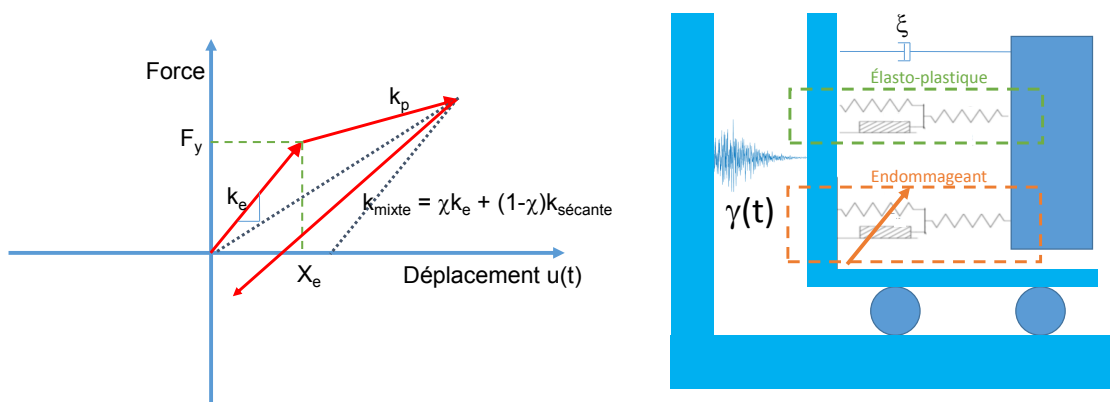 Force
k_p
F_y
k_e
k_mixte = χk_e + (1-χ)k_sécante
X_e
Déplacement u(t)
ξ
Élasto-plastique
Endommageant
γ(t)